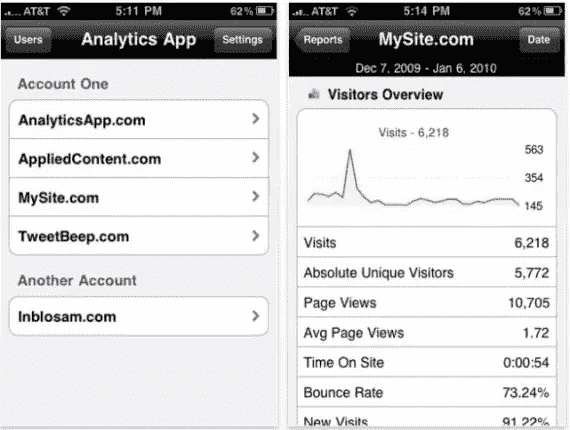 AT&T 5:11 PM 62%
Users Analytics App Settings
Account One
AnalyticsApp.com
AppliedContent.com
MySite.com
TweetBeep.com
Another Account
Inblosam.com
AT&T 5:14 PM 62%
Reports MySite.com Date
Dec 7, 2009 - Jan 6, 2010
Visitors Overview
Visits - 6,218
563
354
145
Visits 6,218
Absolute Unique Visitors 5,772
Page Views 10,705
Avg Page Views 1.72
Time On Site 0:00:54
Bounce Rate 73.24%
New Visits 91.22%